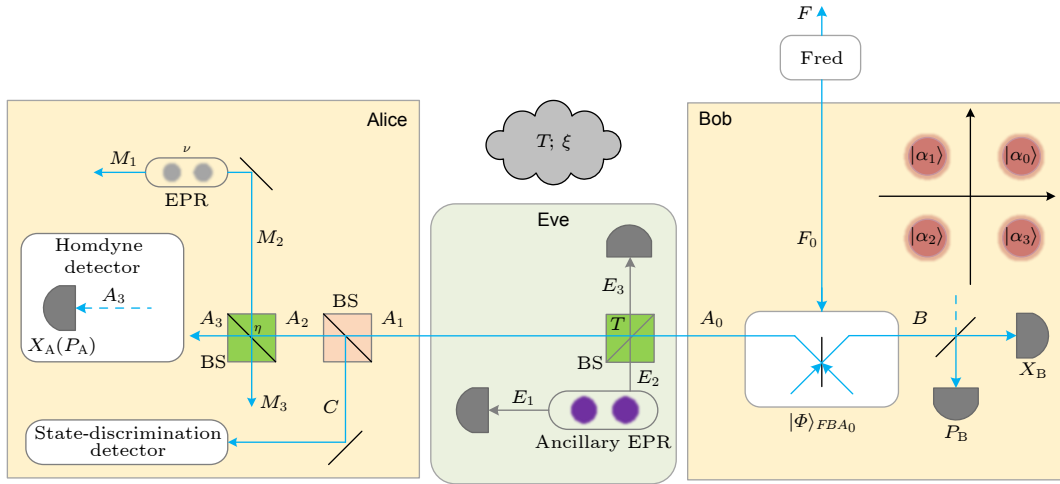 F
Fred
Alice
Bob
T; ξ
ν
M₁
EPR
|α₁⟩
|α₀⟩
Eve
|α₂⟩
|α₃⟩
Homdyne
detector
M₂
F₀
E₃
BS
A₃
A₃
η
A₂
A₁
T
A₀
B
X_A(P_A)
BS
BS
X_B
E₂
M₃
C
E₁
P_B
State-discrimination
detector
Ancillary EPR
|Φ⟩_FBA₀